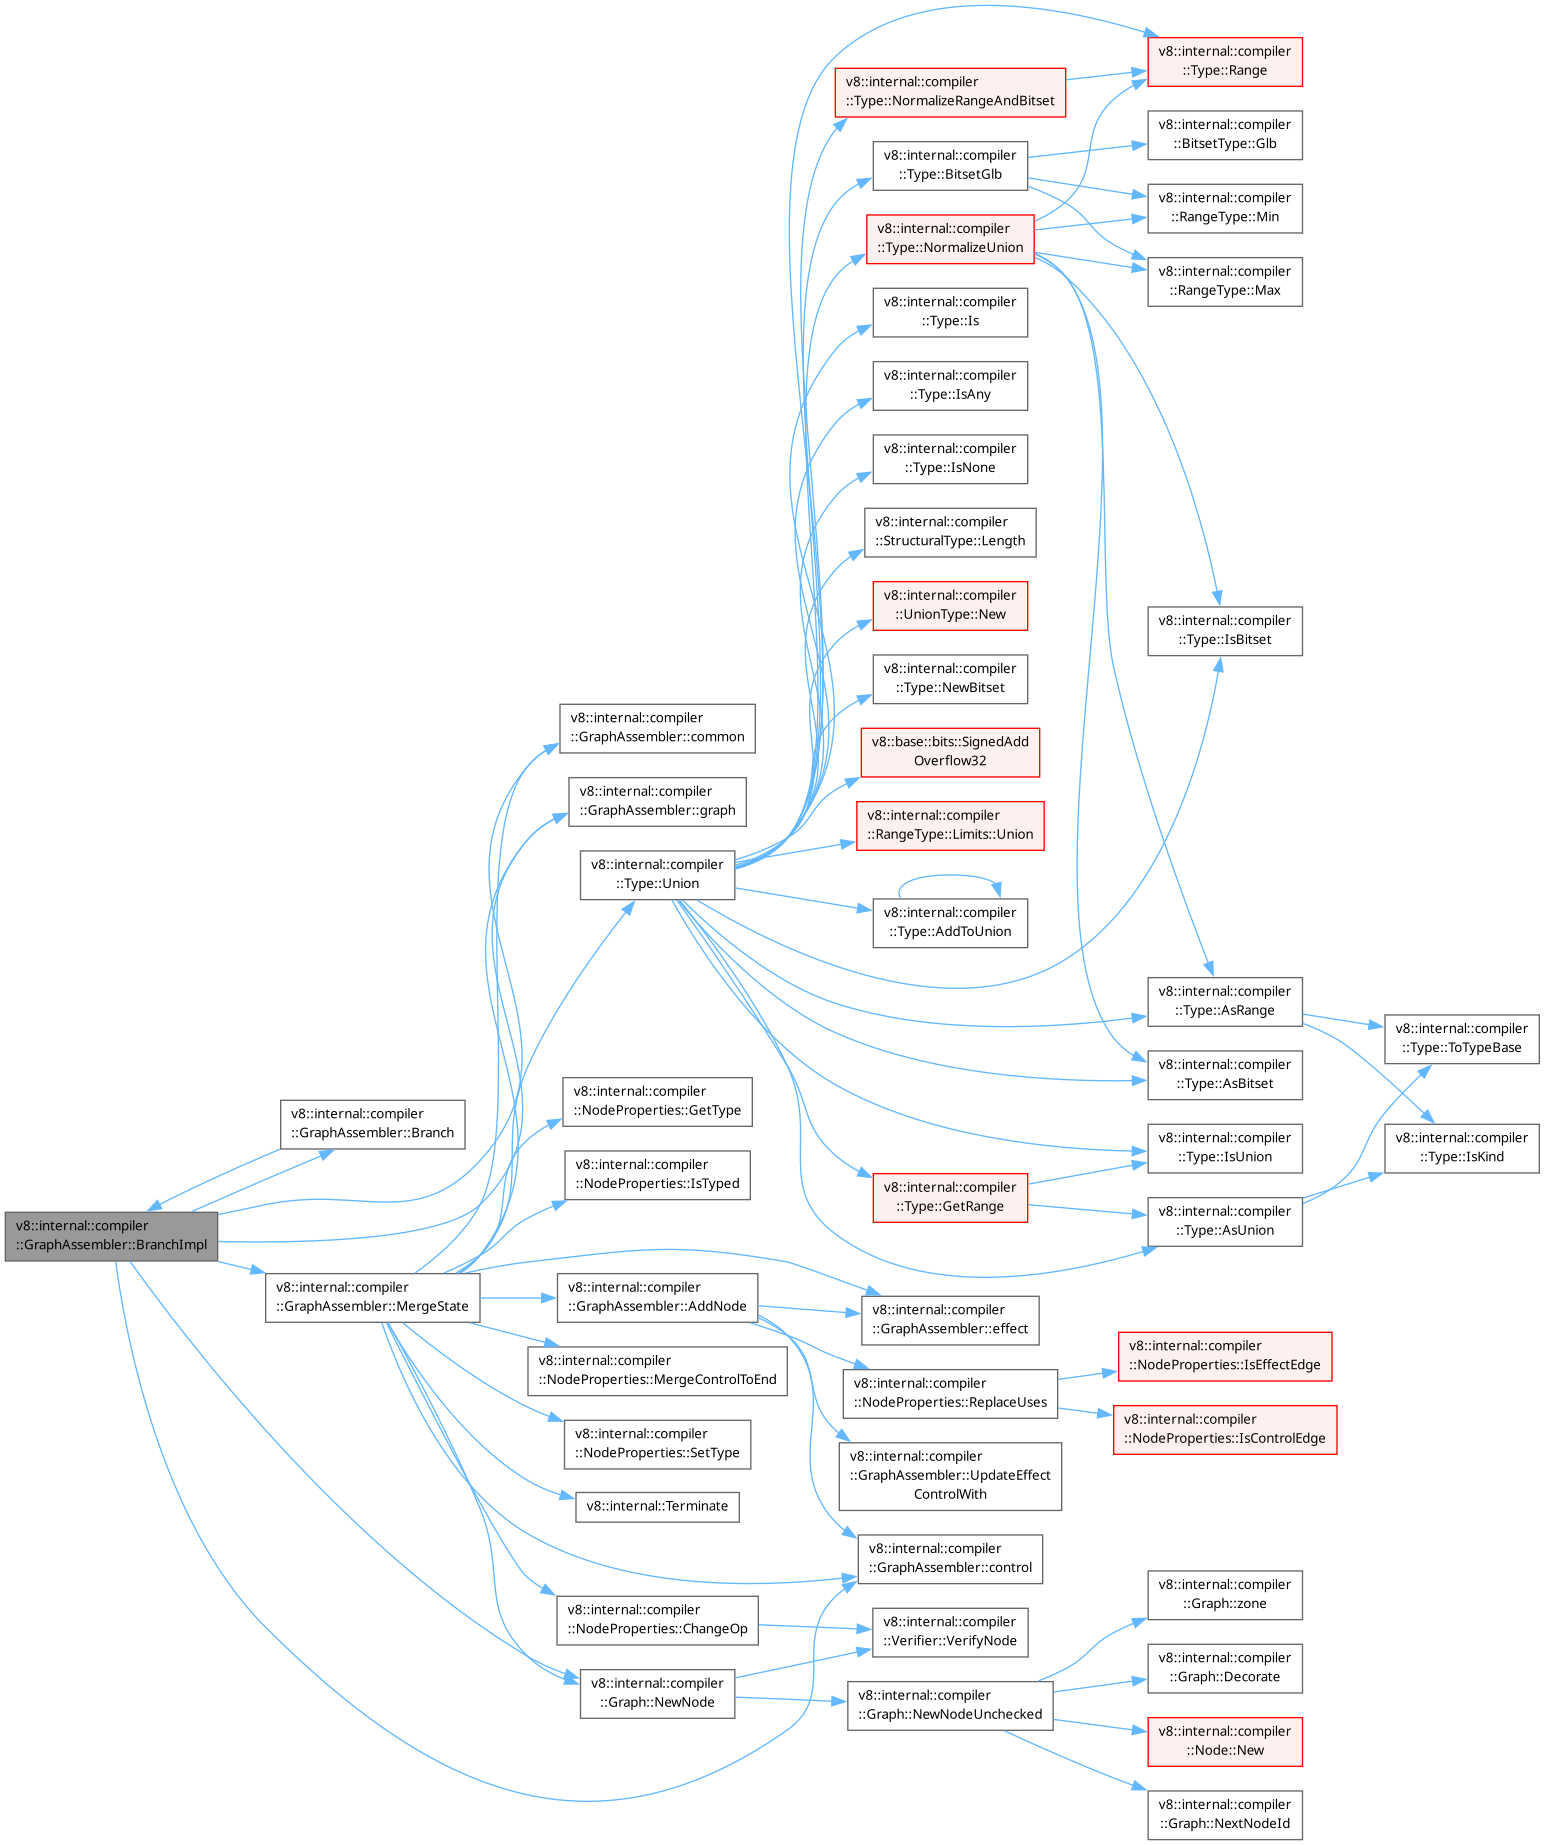 v8::internal::compiler
::Type::Range
v8::internal::compiler
::Type::NormalizeRangeAndBitset
v8::internal::compiler
::BitsetType::Glb
v8::internal::compiler
::Type::BitsetGlb
v8::internal::compiler
::RangeType::Min
v8::internal::compiler
::Type::NormalizeUnion
v8::internal::compiler
::RangeType::Max
v8::internal::compiler
::Type::Is
v8::internal::compiler
::Type::IsAny
v8::internal::compiler
::Type::IsNone
v8::internal::compiler
::StructuralType::Length
v8::internal::compiler
::UnionType::New
v8::internal::compiler
::Type::IsBitset
v8::internal::compiler
::Type::NewBitset
v8::internal::compiler
::GraphAssembler::common
v8::base::bits::SignedAdd
Overflow32
v8::internal::compiler
::GraphAssembler::graph
v8::internal::compiler
::RangeType::Limits::Union
v8::internal::compiler
::Type::Union
v8::internal::compiler
::Type::AddToUnion
v8::internal::compiler
::Type::AsRange
v8::internal::compiler
::Type::ToTypeBase
v8::internal::compiler
::Type::AsBitset
v8::internal::compiler
::NodeProperties::GetType
v8::internal::compiler
::GraphAssembler::Branch
v8::internal::compiler
::Type::IsUnion
v8::internal::compiler
::Type::IsKind
v8::internal::compiler
::NodeProperties::IsTyped
v8::internal::compiler
::Type::GetRange
v8::internal::compiler
::GraphAssembler::BranchImpl
v8::internal::compiler
::Type::AsUnion
v8::internal::compiler
::GraphAssembler::MergeState
v8::internal::compiler
::GraphAssembler::AddNode
v8::internal::compiler
::GraphAssembler::effect
v8::internal::compiler
::NodeProperties::IsEffectEdge
v8::internal::compiler
::NodeProperties::MergeControlToEnd
v8::internal::compiler
::NodeProperties::ReplaceUses
v8::internal::compiler
::NodeProperties::IsControlEdge
v8::internal::compiler
::NodeProperties::SetType
v8::internal::compiler
::GraphAssembler::UpdateEffect
ControlWith
v8::internal::Terminate
v8::internal::compiler
::GraphAssembler::control
v8::internal::compiler
::Graph::zone
v8::internal::compiler
::NodeProperties::ChangeOp
v8::internal::compiler
::Verifier::VerifyNode
v8::internal::compiler
::Graph::Decorate
v8::internal::compiler
::Graph::NewNode
v8::internal::compiler
::Graph::NewNodeUnchecked
v8::internal::compiler
::Node::New
v8::internal::compiler
::Graph::NextNodeId